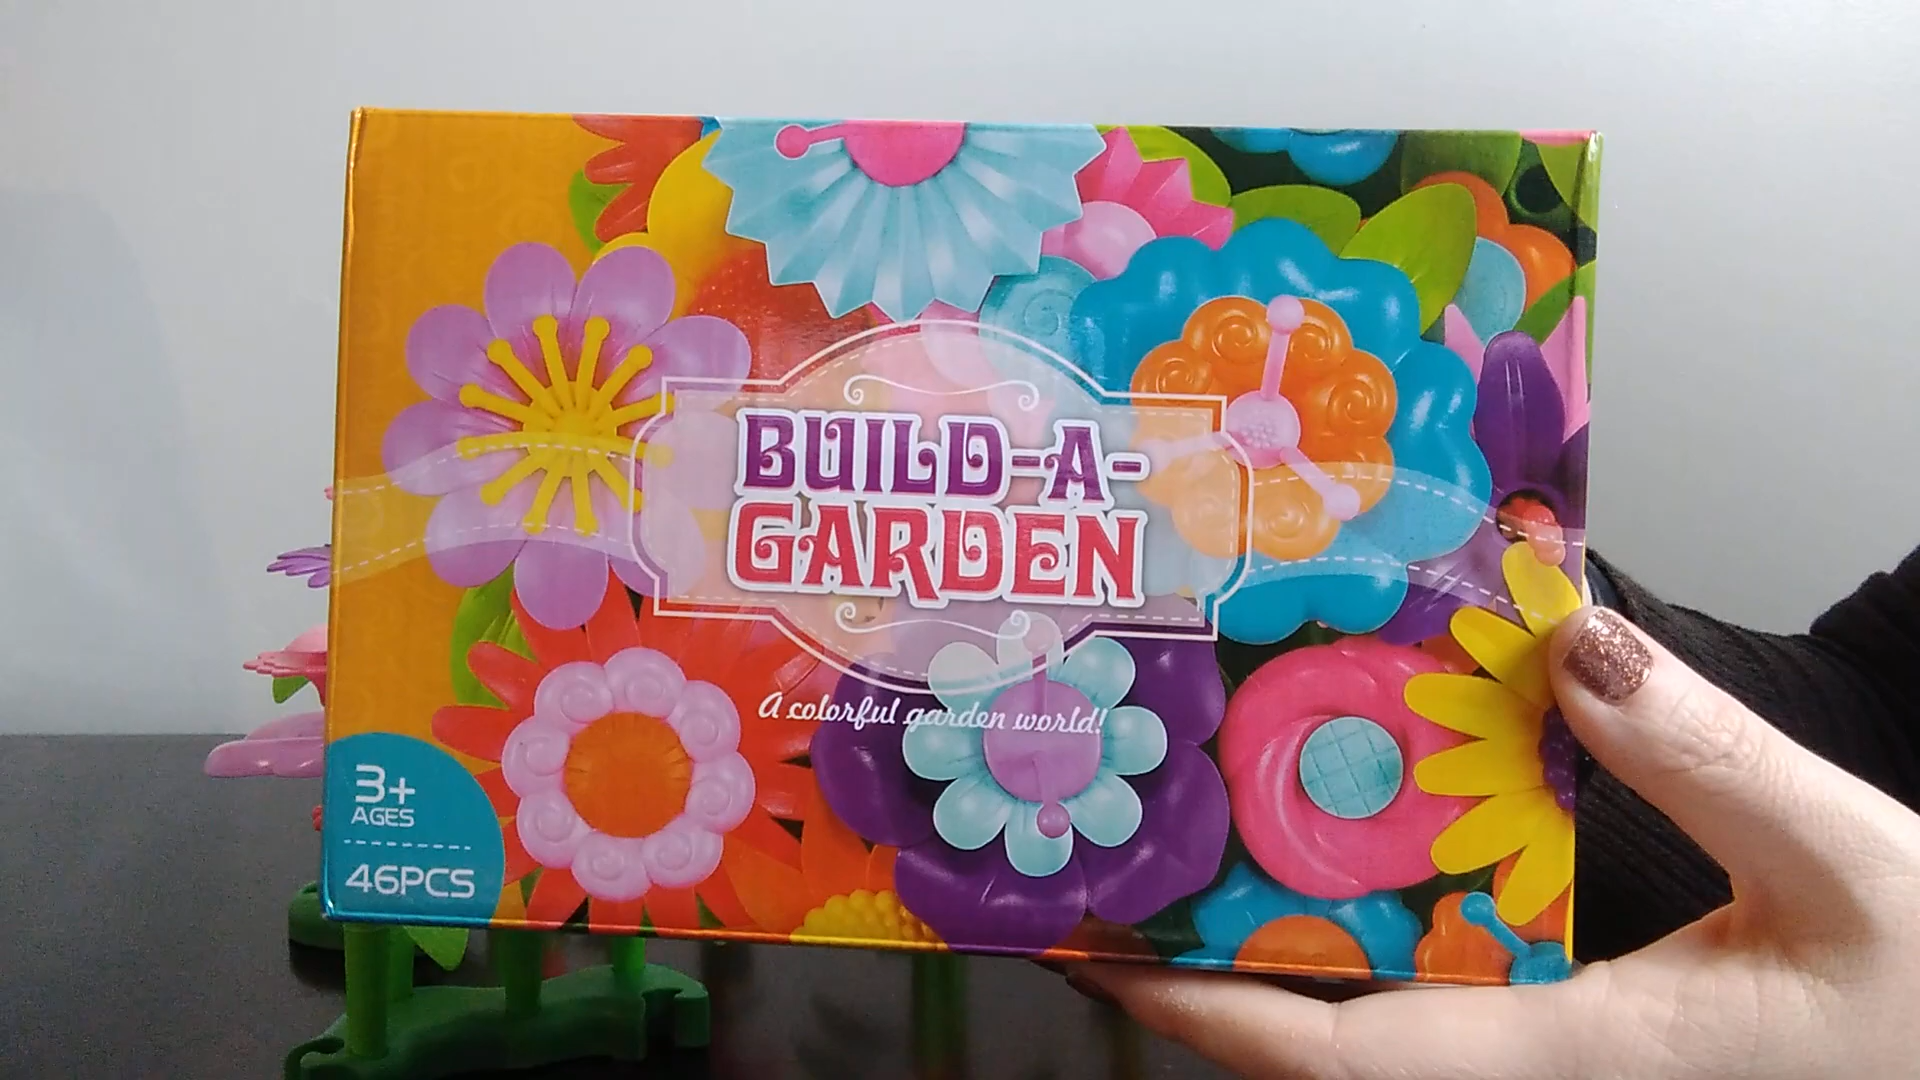 BUILD-A-
GARDEN
A colorful garden world!
3+
AGES
46PCS